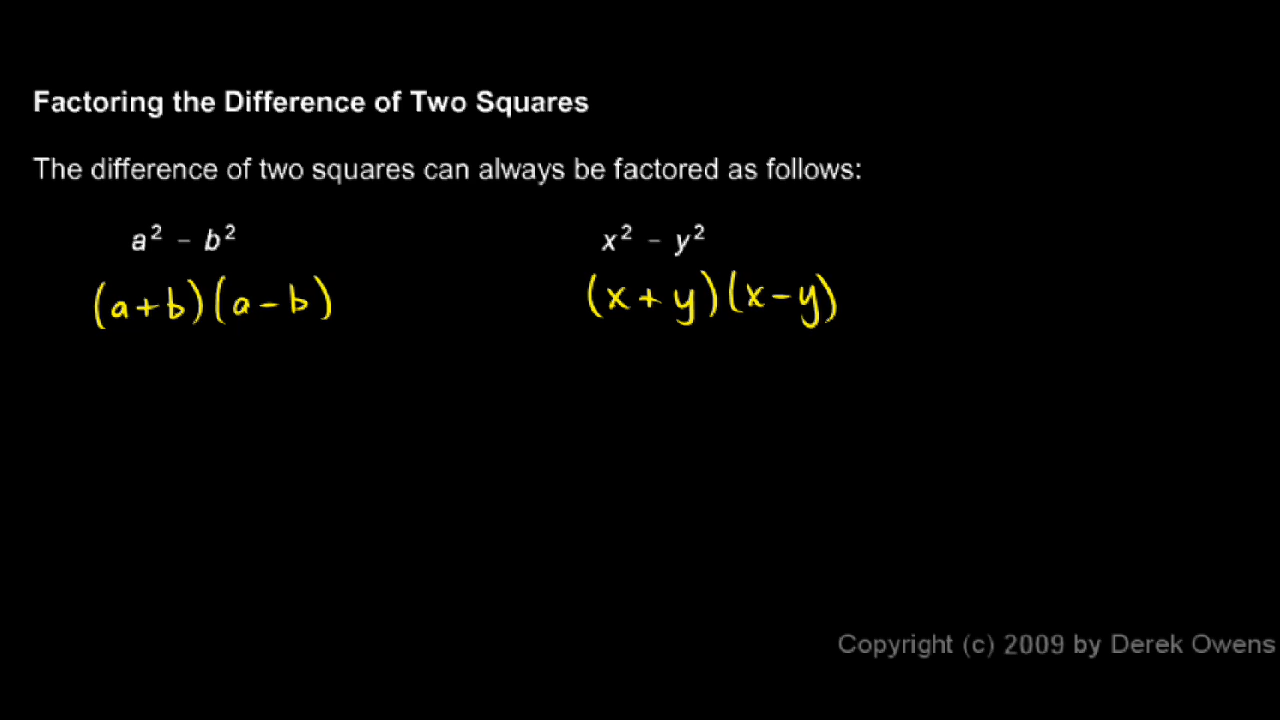 Factoring the Difference of Two Squares
The difference of two squares can always be factored as follows:
a² – b² x² – y²
(a+b)(a-b) (x+y)(x-y)
Copyright (c) 2009 by Derek Owens